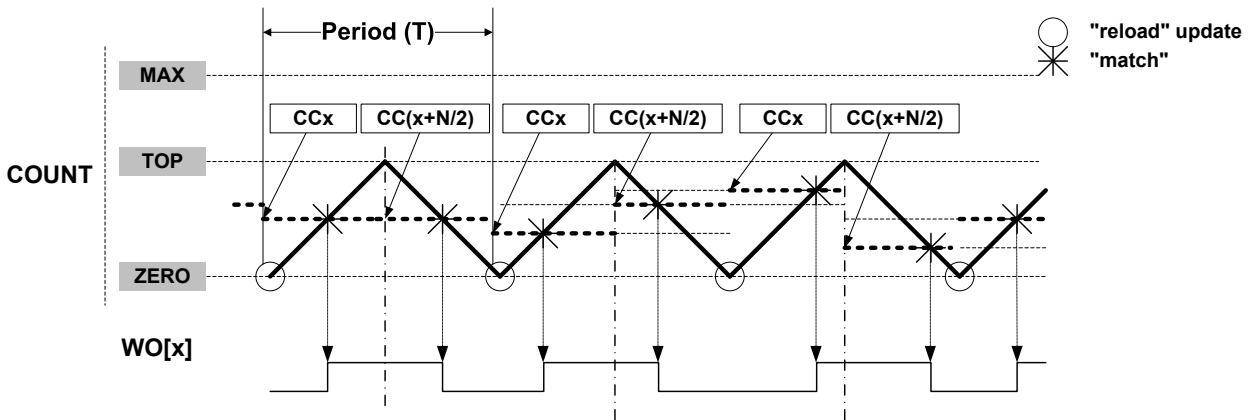 Period (T)
"reload" update
"match"
MAX
CCx
CC(x+N/2)
CCx
CC(x+N/2)
CCx
CC(x+N/2)
COUNT
TOP
ZERO
WO[x]